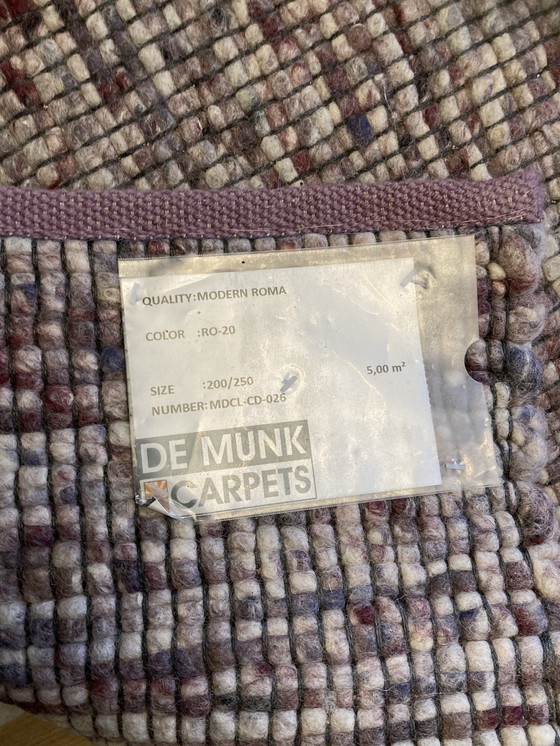 QUALITY:MODERN ROMA
COLOR :RO-20
SIZE :200/250 5,00 m²
NUMBER:MDCL-CD-026
DE MUNK
CARPETS